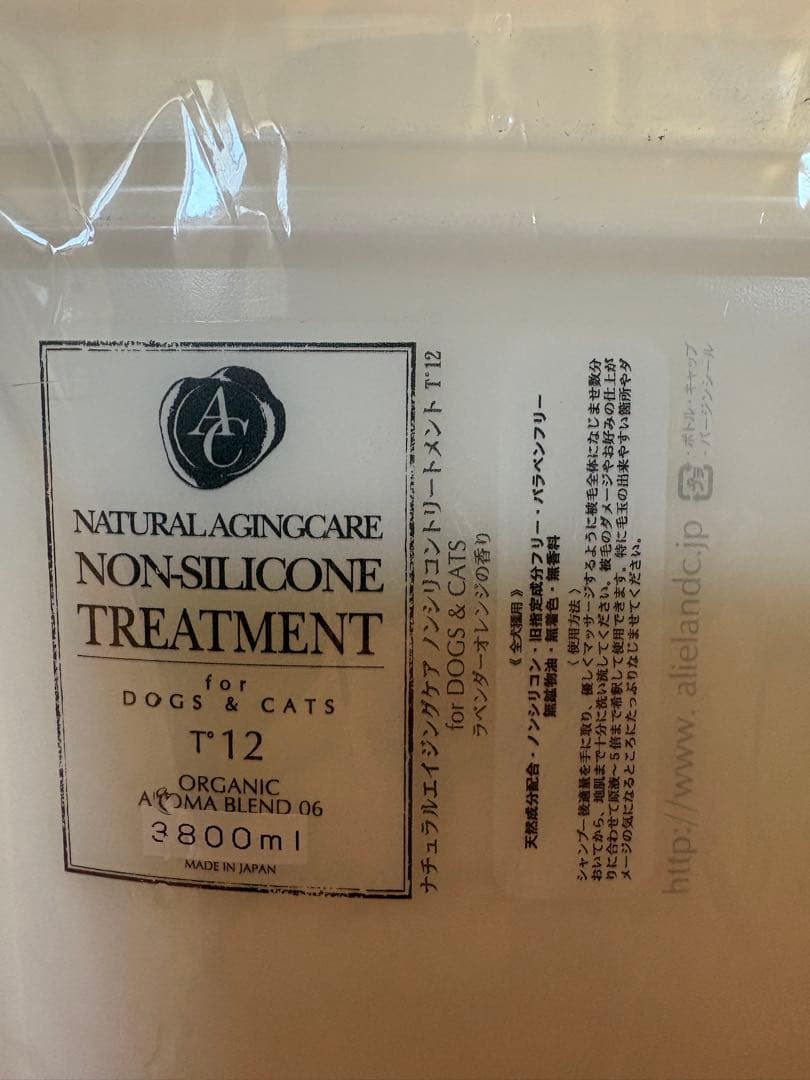 AC
NATURAL AGINGCARE
NON-SILICONE
TREATMENT
for
DOGS & CATS
T°12
ORGANIC
AROMA BLEND 06
3800ml
MADE IN JAPAN
ナチュラルエイジングケア ノンシリコントリートメント T°12
for DOGS & CATS
ラベンダーオレンジの香り
《 全犬種用 》
天然成分配合・ノンシリコン・旧指定成分フリー・パラベンフリー
無鉱物油・無着色・無香料
〈 使用方法 〉
シャンプー後適量を手に取り、優しくマッサージするように被毛全体になじませ数分
おいてから、地肌まで十分に洗い流してください。被毛のダメージやお好みの仕上が
りに合わせて原液～5倍まで希釈して使用できます。特に毛玉の出来やすい箇所やダ
メージの気になるところにたっぷりなじませてください。
プラ
・ボトル・キャップ
・バージンシール
http://www.alielandc.jp